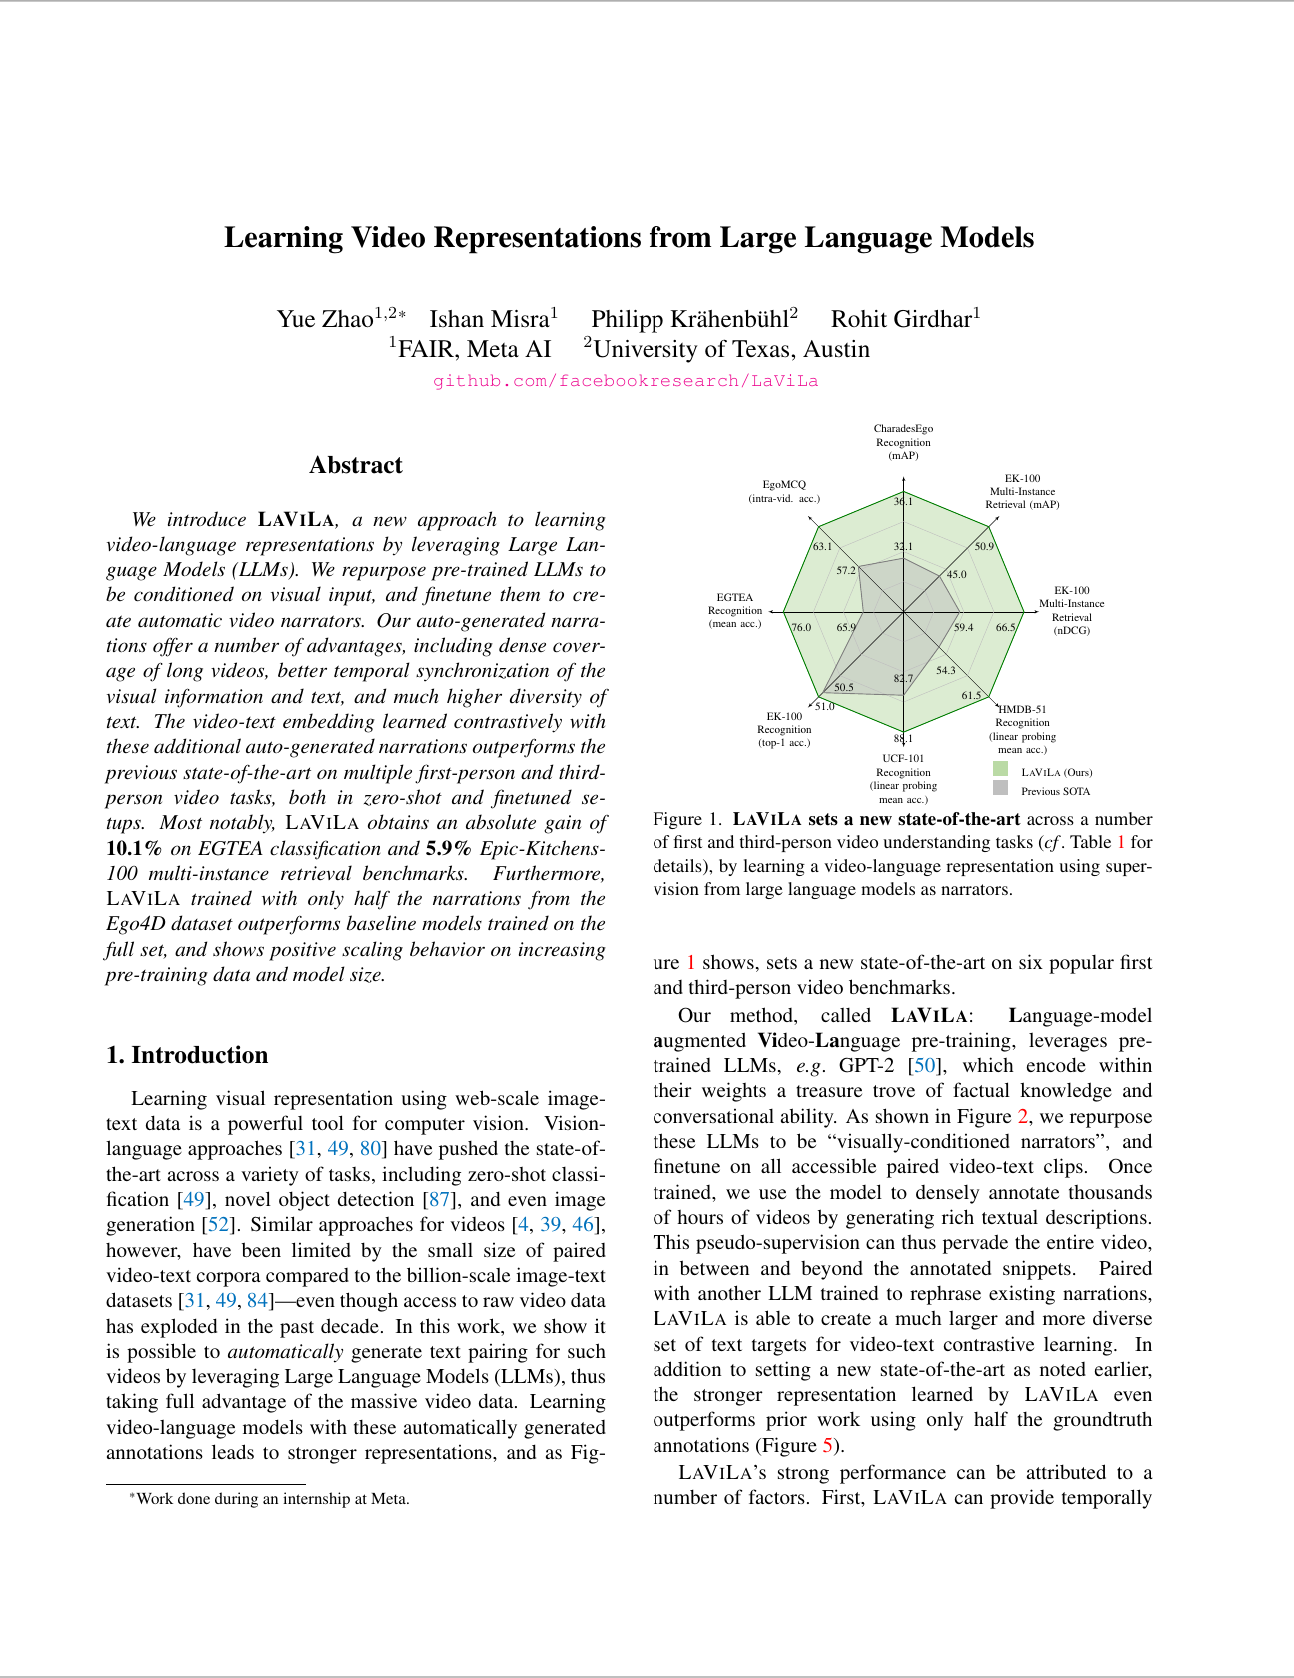 Learning Video Representations from Large Language Models
Yue Zhao1,2∗ Ishan Misra1 Philipp Krähenbühl2 Rohit Girdhar1
1FAIR, Meta AI 2University of Texas, Austin
github.com/facebookresearch/LaViLa
Abstract
We introduce LAVILA, a new approach to learning
video-language representations by leveraging Large Lan-
guage Models (LLMs). We repurpose pre-trained LLMs to
be conditioned on visual input, and finetune them to cre-
ate automatic video narrators. Our auto-generated narra-
tions offer a number of advantages, including dense cover-
age of long videos, better temporal synchronization of the
visual information and text, and much higher diversity of
text. The video-text embedding learned contrastively with
these additional auto-generated narrations outperforms the
previous state-of-the-art on multiple first-person and third-
person video tasks, both in zero-shot and finetuned se-
tups. Most notably, LAVILA obtains an absolute gain of
10.1% on EGTEA classification and 5.9% Epic-Kitchens-
100 multi-instance retrieval benchmarks. Furthermore,
LAVILA trained with only half the narrations from the
Ego4D dataset outperforms baseline models trained on the
full set, and shows positive scaling behavior on increasing
pre-training data and model size.
1. Introduction
Learning visual representation using web-scale image-
text data is a powerful tool for computer vision. Vision-
language approaches [31, 49, 80] have pushed the state-of-
the-art across a variety of tasks, including zero-shot classi-
fication [49], novel object detection [87], and even image
generation [52]. Similar approaches for videos [4, 39, 46],
however, have been limited by the small size of paired
video-text corpora compared to the billion-scale image-text
datasets [31, 49, 84]—even though access to raw video data
has exploded in the past decade. In this work, we show it
is possible to automatically generate text pairing for such
videos by leveraging Large Language Models (LLMs), thus
taking full advantage of the massive video data. Learning
video-language models with these automatically generated
annotations leads to stronger representations, and as Fig-
∗Work done during an internship at Meta.
CharadesEgo
Recognition
(mAP)
EgoMCQ
(intra-vid. acc.)
EK-100
Multi-Instance
Retrieval (mAP)
36.1
63.1
32.1
50.9
57.2
45.0
EGTEA
Recognition
(mean acc.)
EK-100
Multi-Instance
Retrieval
(nDCG)
76.0
65.9
59.4
66.5
54.3
82.7
50.5
61.5
51.0
EK-100
Recognition
(top-1 acc.)
HMDB-51
Recognition
(linear probing
mean acc.)
88.1
UCF-101
Recognition
(linear probing
mean acc.)
LAVILA (Ours)
Previous SOTA
Figure 1. LAVILA sets a new state-of-the-art across a number
of first and third-person video understanding tasks (cf. Table 1 for
details), by learning a video-language representation using super-
vision from large language models as narrators.
ure 1 shows, sets a new state-of-the-art on six popular first
and third-person video benchmarks.
Our method, called LAVILA: Language-model
augmented Video-Language pre-training, leverages pre-
trained LLMs, e.g. GPT-2 [50], which encode within
their weights a treasure trove of factual knowledge and
conversational ability. As shown in Figure 2, we repurpose
these LLMs to be “visually-conditioned narrators”, and
finetune on all accessible paired video-text clips. Once
trained, we use the model to densely annotate thousands
of hours of videos by generating rich textual descriptions.
This pseudo-supervision can thus pervade the entire video,
in between and beyond the annotated snippets. Paired
with another LLM trained to rephrase existing narrations,
LAVILA is able to create a much larger and more diverse
set of text targets for video-text contrastive learning. In
addition to setting a new state-of-the-art as noted earlier,
the stronger representation learned by LAVILA even
outperforms prior work using only half the groundtruth
annotations (Figure 5).
LAVILA’s strong performance can be attributed to a
number of factors. First, LAVILA can provide temporally